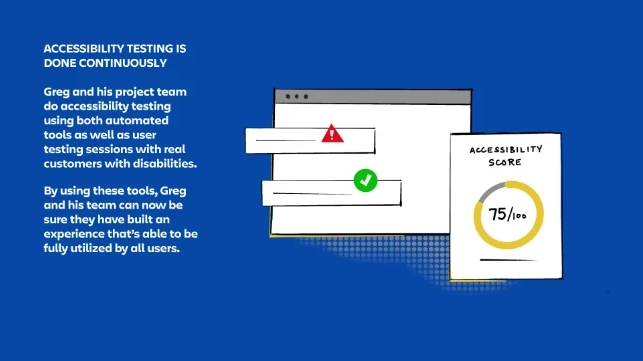 ACCESSIBILITY TESTING IS
DONE CONTINUOUSLY
Greg and his project team
do accessibility testing
using both automated
tools as well as user
testing sessions with real
customers with disabilities.
By using these tools, Greg
and his team can now be
sure they have built an
experience that's able to be
fully utilized by all users.
ACCESSIBILITY
SCORE
75/100